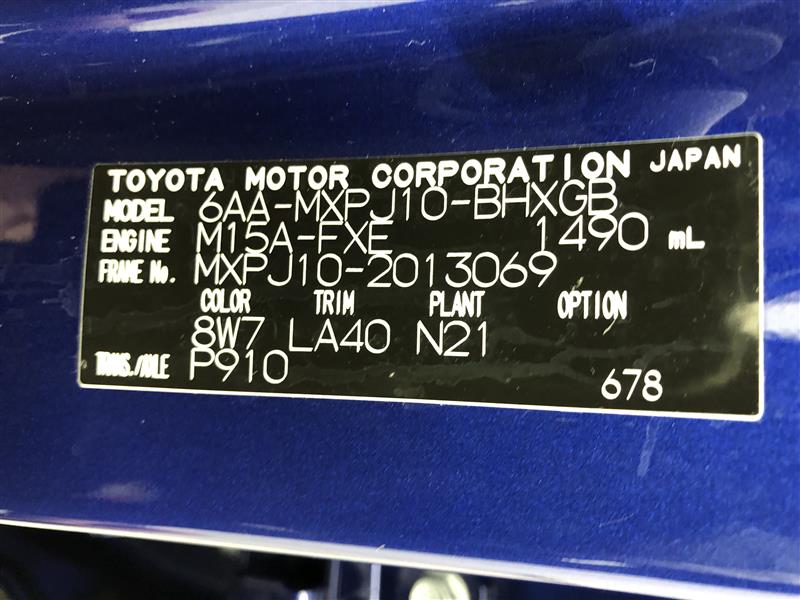 TOYOTA MOTOR CORPORATION JAPAN
MODEL 6AA-MXPJ10-BHXGB
ENGINE M15A-FXE 1490 mL
FRAME No. MXPJ10-2013069
COLOR TRIM PLANT OPTION
8W7 LA40 N21
TRANS./AXLE P910
678